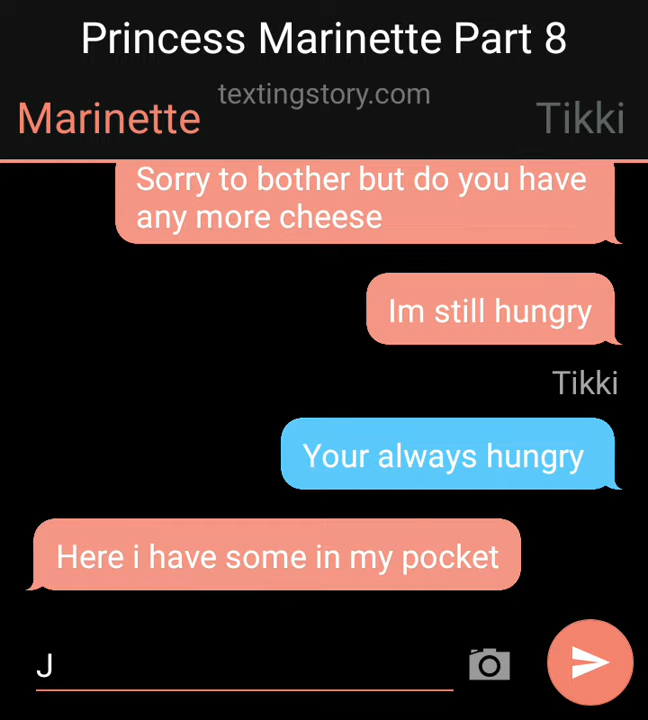 Princess Marinette Part 8
textingstory.com
Marinette
Tikki
Sorry to bother but do you have
any more cheese
Im still hungry
Tikki
Your always hungry
Here i have some in my pocket
J